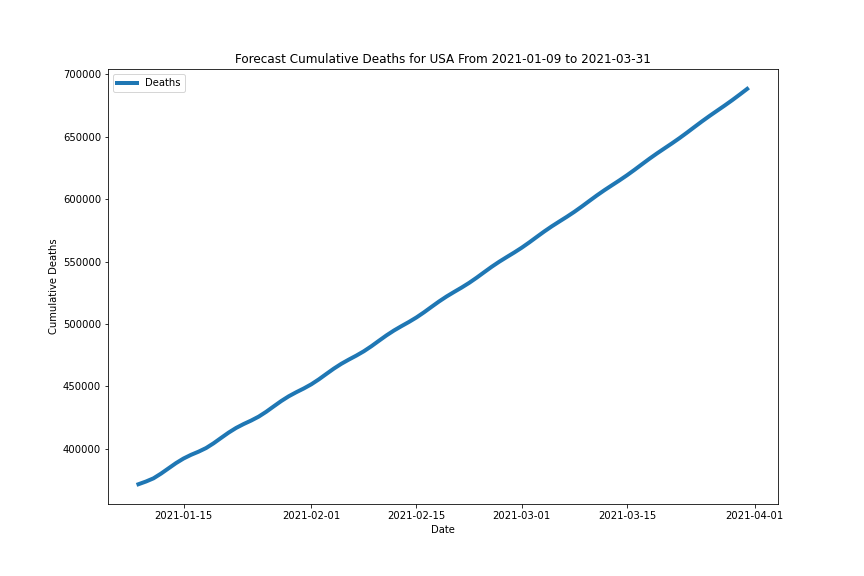 Forecast Cumulative Deaths for USA From 2021-01-09 to 2021-03-31
Deaths
700000
650000
600000
550000
500000
450000
400000
Cumulative Deaths
2021-01-15 2021-02-01 2021-02-15 2021-03-01 2021-03-15 2021-04-01
Date